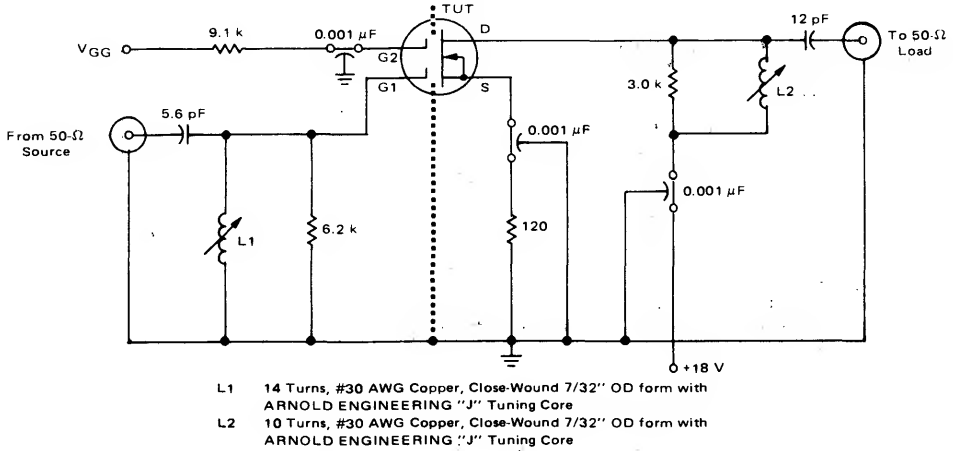 TUT
0.001 µF
9.1 k
VGG
G2
G1
D
S
12 pF
To 50-Ω
Load
3.0 k
L2
5.6 pF
From 50-Ω
Source
0.001 µF
0.001 µF
L1
6.2 k
120
+18 V
L1 14 Turns, #30 AWG Copper, Close-Wound 7/32'' OD form with
ARNOLD ENGINEERING "J" Tuning Core
L2 10 Turns, #30 AWG Copper, Close-Wound 7/32'' OD form with
ARNOLD ENGINEERING "J" Tuning Core